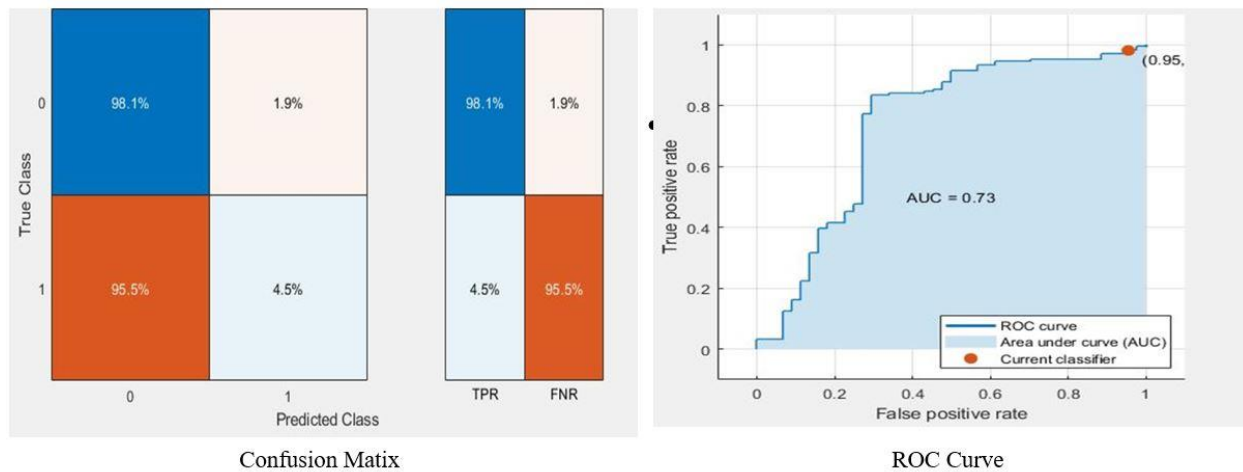 0
98.1%
1.9%
98.1%
1.9%
True Class
1
95.5%
4.5%
4.5%
95.5%
0
1
TPR
FNR
Predicted Class
Confusion Matix
1
(0.95,
0.8
0.6
0.4
0.2
0
True positive rate
AUC = 0.73
ROC curve
Area under curve (AUC)
Current classifier
0
0.2
0.4
0.6
0.8
1
False positive rate
ROC Curve